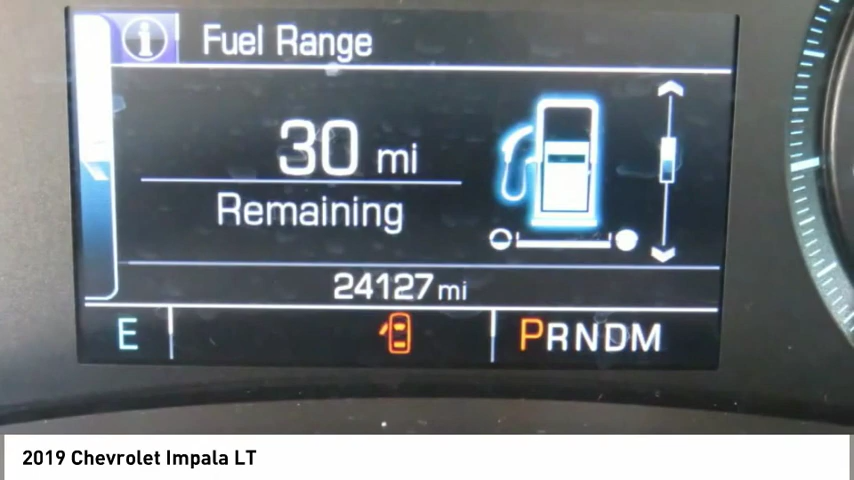 i Fuel Range
30 mi
Remaining
24127 mi
E PRNDM
2019 Chevrolet Impala LT